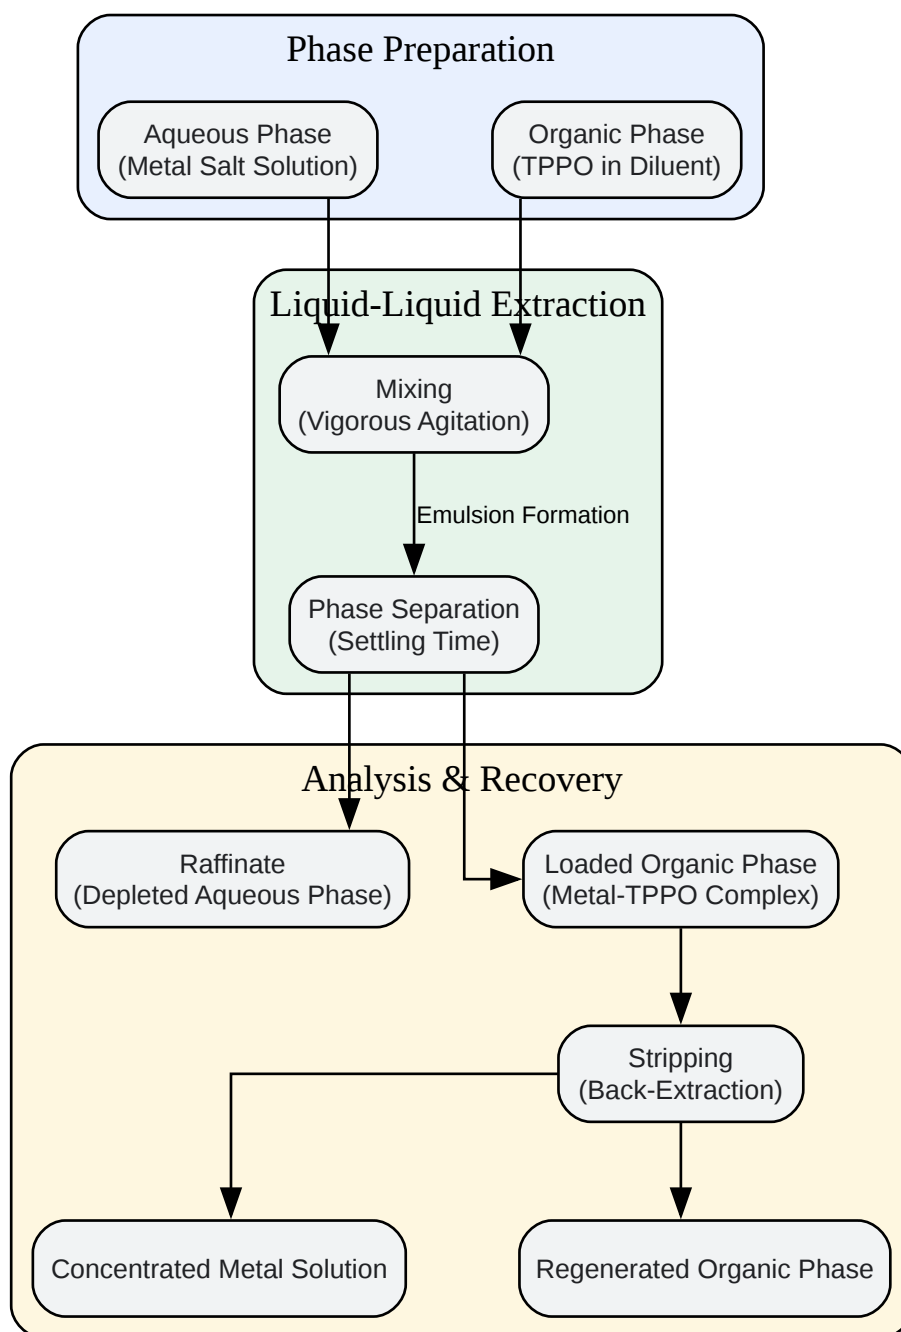 Phase Preparation
Aqueous Phase
(Metal Salt Solution)
Organic Phase
(TPPO in Diluent)
Liquid-Liquid Extraction
Mixing
(Vigorous Agitation)
Emulsion Formation
Phase Separation
(Settling Time)
Analysis & Recovery
Raffinate
(Depleted Aqueous Phase)
Loaded Organic Phase
(Metal-TPPO Complex)
Stripping
(Back-Extraction)
Concentrated Metal Solution
Regenerated Organic Phase